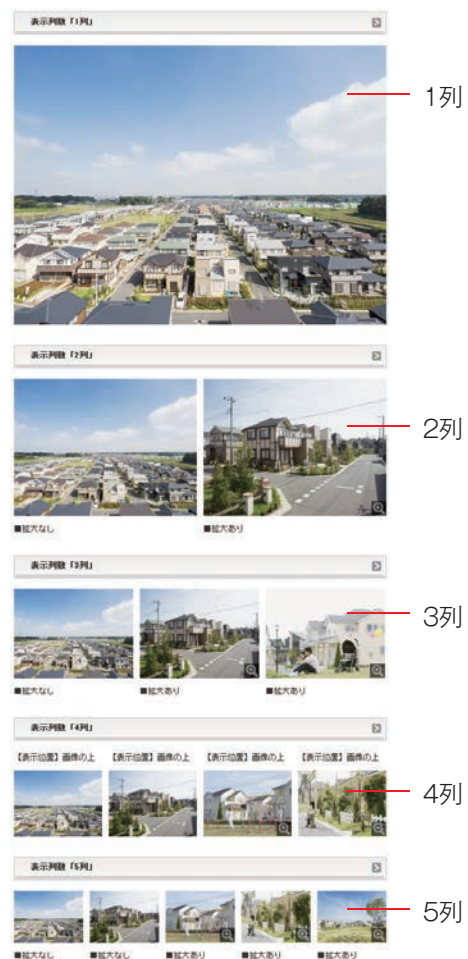 表示列数「1列」
1列
表示列数「2列」
2列
■拡大なし ■拡大あり
表示列数「3列」
3列
■拡大なし ■拡大あり ■拡大あり
表示列数「4列」
【表示位置】画像の上 【表示位置】画像の上 【表示位置】画像の上 【表示位置】画像の上
4列
表示列数「5列」
5列
■拡大なし ■拡大なし ■拡大あり ■拡大あり ■拡大あり